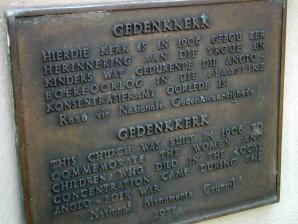 GEDENKKERK
HIERDIE KERK IS IN 1906 GEBOU TER
HERINNERING AAN DIE VROUE EN
KINDERS WAT GEDURENDE DIE ANGLO-
BOEREOORLOG IN DIE PLAASLIKE
KONSENTRASIEKAMP OORLEDE IS
Raad vir Nationale Gedenkwaardighede
GEDENKKERK
THIS CHURCH WAS BUILT IN 1906 TO
COMMEMORATE THE WOMEN AND
CHILDREN WHO DIED IN THE LOCAL
CONCENTRATION CAMP DURING THE
ANGLO-BOER WAR
National Monuments Council